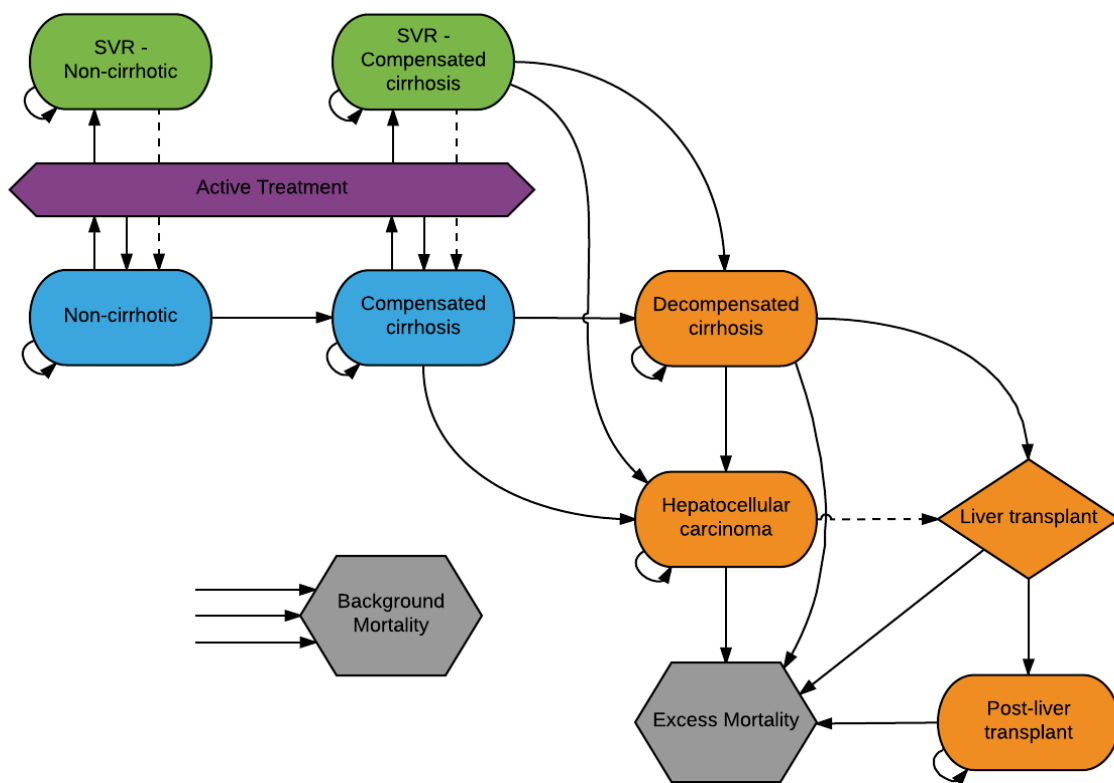 SVR -
Non-cirrhotic
SVR -
Compensated
cirrhosis
Active Treatment
Non-cirrhotic
Compensated
cirrhosis
Decompensated
cirrhosis
Hepatocellular
carcinoma
Liver transplant
Background
Mortality
Excess Mortality
Post-liver
transplant